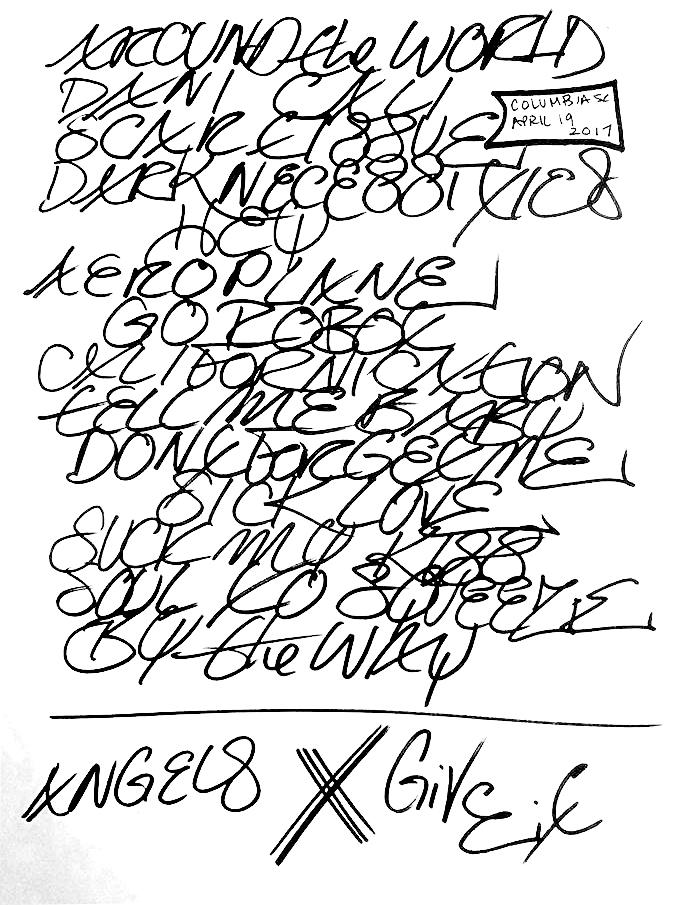 AROUND the WORLD
DANI CALI
COLUMBIA SC
APRIL 19
2017
SCAR TISSUE
DARK NECESSITIES
HEY
AEROPLANE
GO ROBOT
CALIFORNICATION
tELL ME BABY
DON't FORGET ME
SICK LOVE
SUCK MY KISS
SOUL TO SQUEEZE
BY the WAY
ANGELS X GiVE it